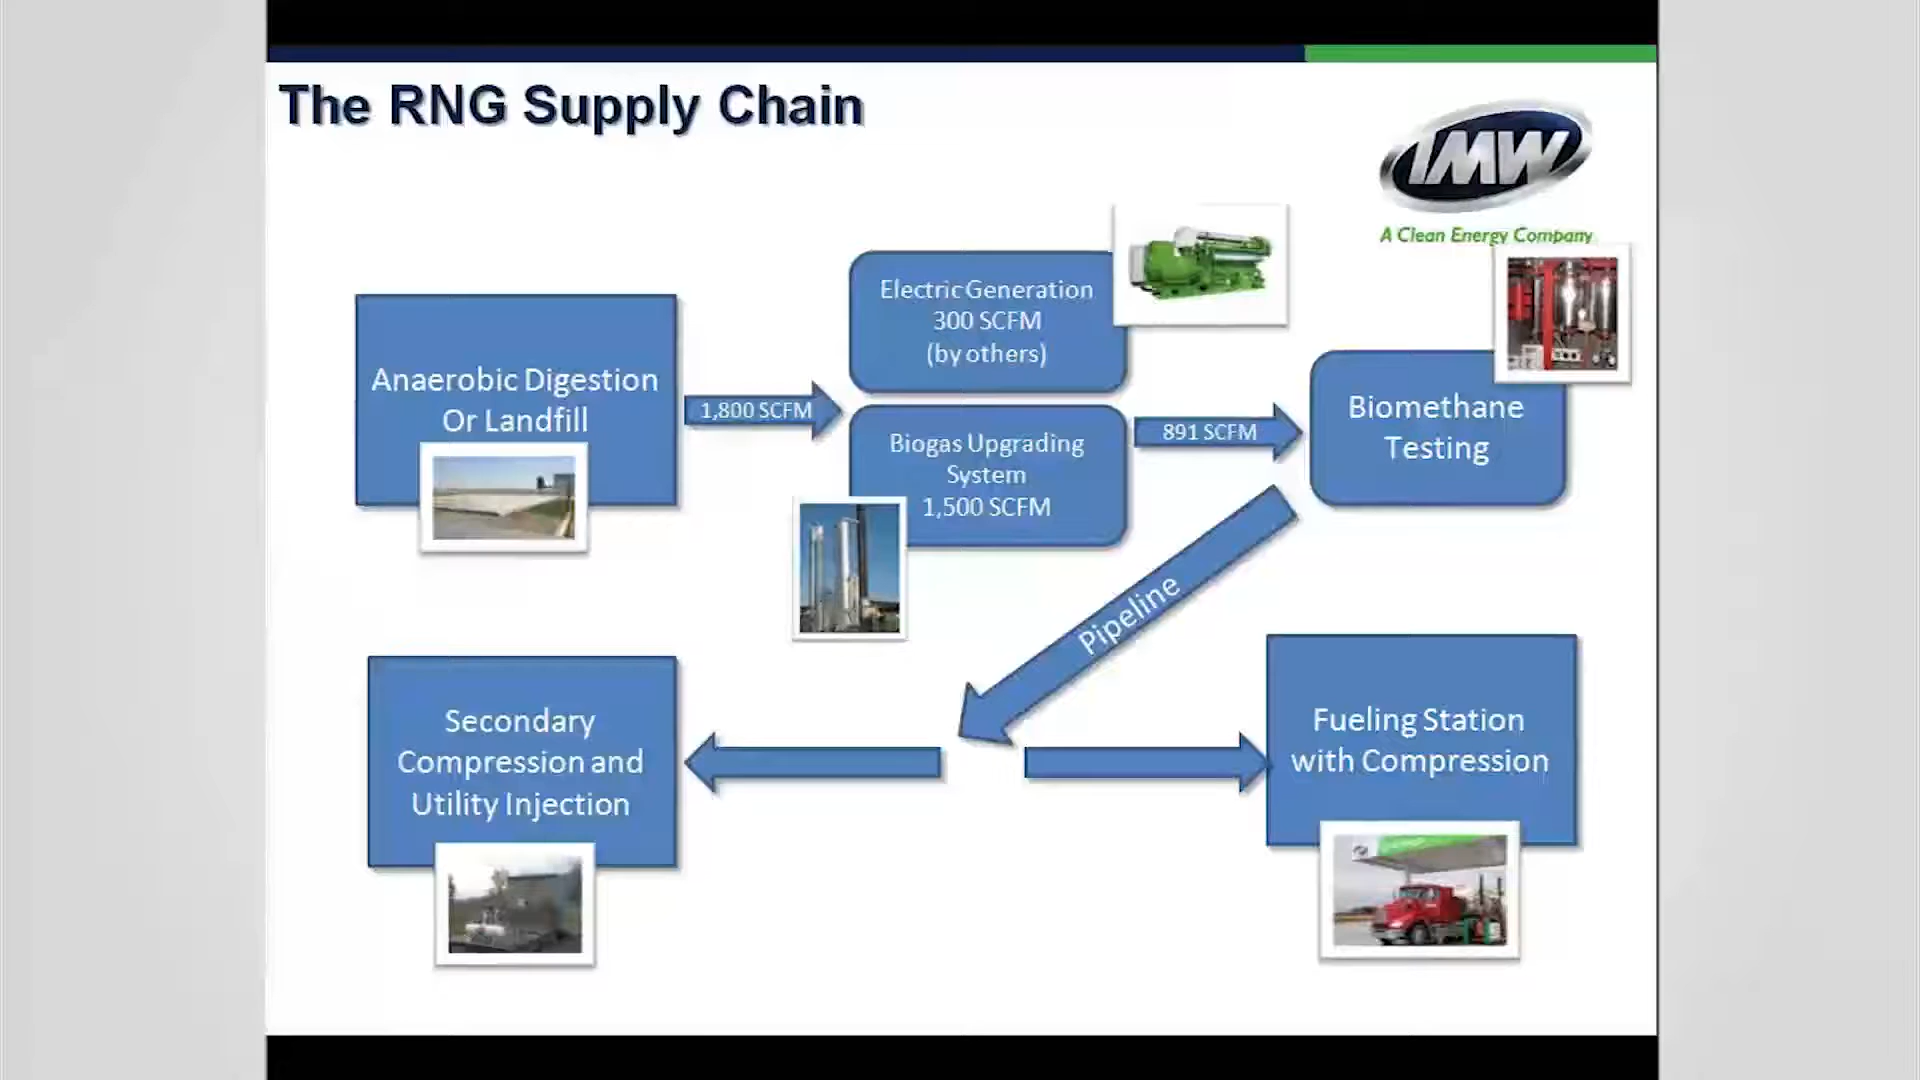 The RNG Supply Chain
IMW
A Clean Energy Company
Electric Generation
300 SCFM
(by others)
Anaerobic Digestion
Or Landfill
1,800 SCFM
Biogas Upgrading
System
1,500 SCFM
891 SCFM
Biomethane
Testing
Pipeline
Secondary
Compression and
Utility Injection
Fueling Station
with Compression